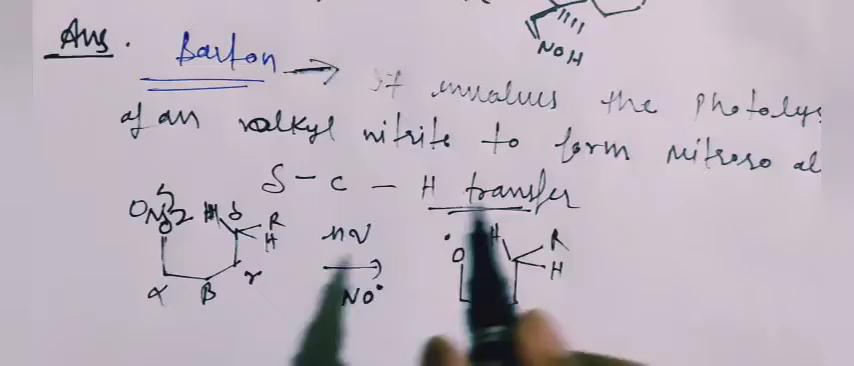 NOH
Ans.
Barton → It involves the photolys
of an alkyl nitrite to form nitroso al
δ - C - H transfer
H δ R H hν • O H R H
α β γ NO•